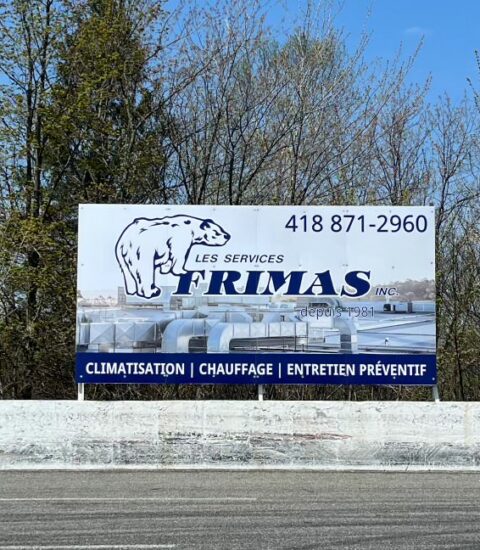 418 871-2960
LES SERVICES
FRIMAS INC.
depuis 1981
CLIMATISATION | CHAUFFAGE | ENTRETIEN PRÉVENTIF